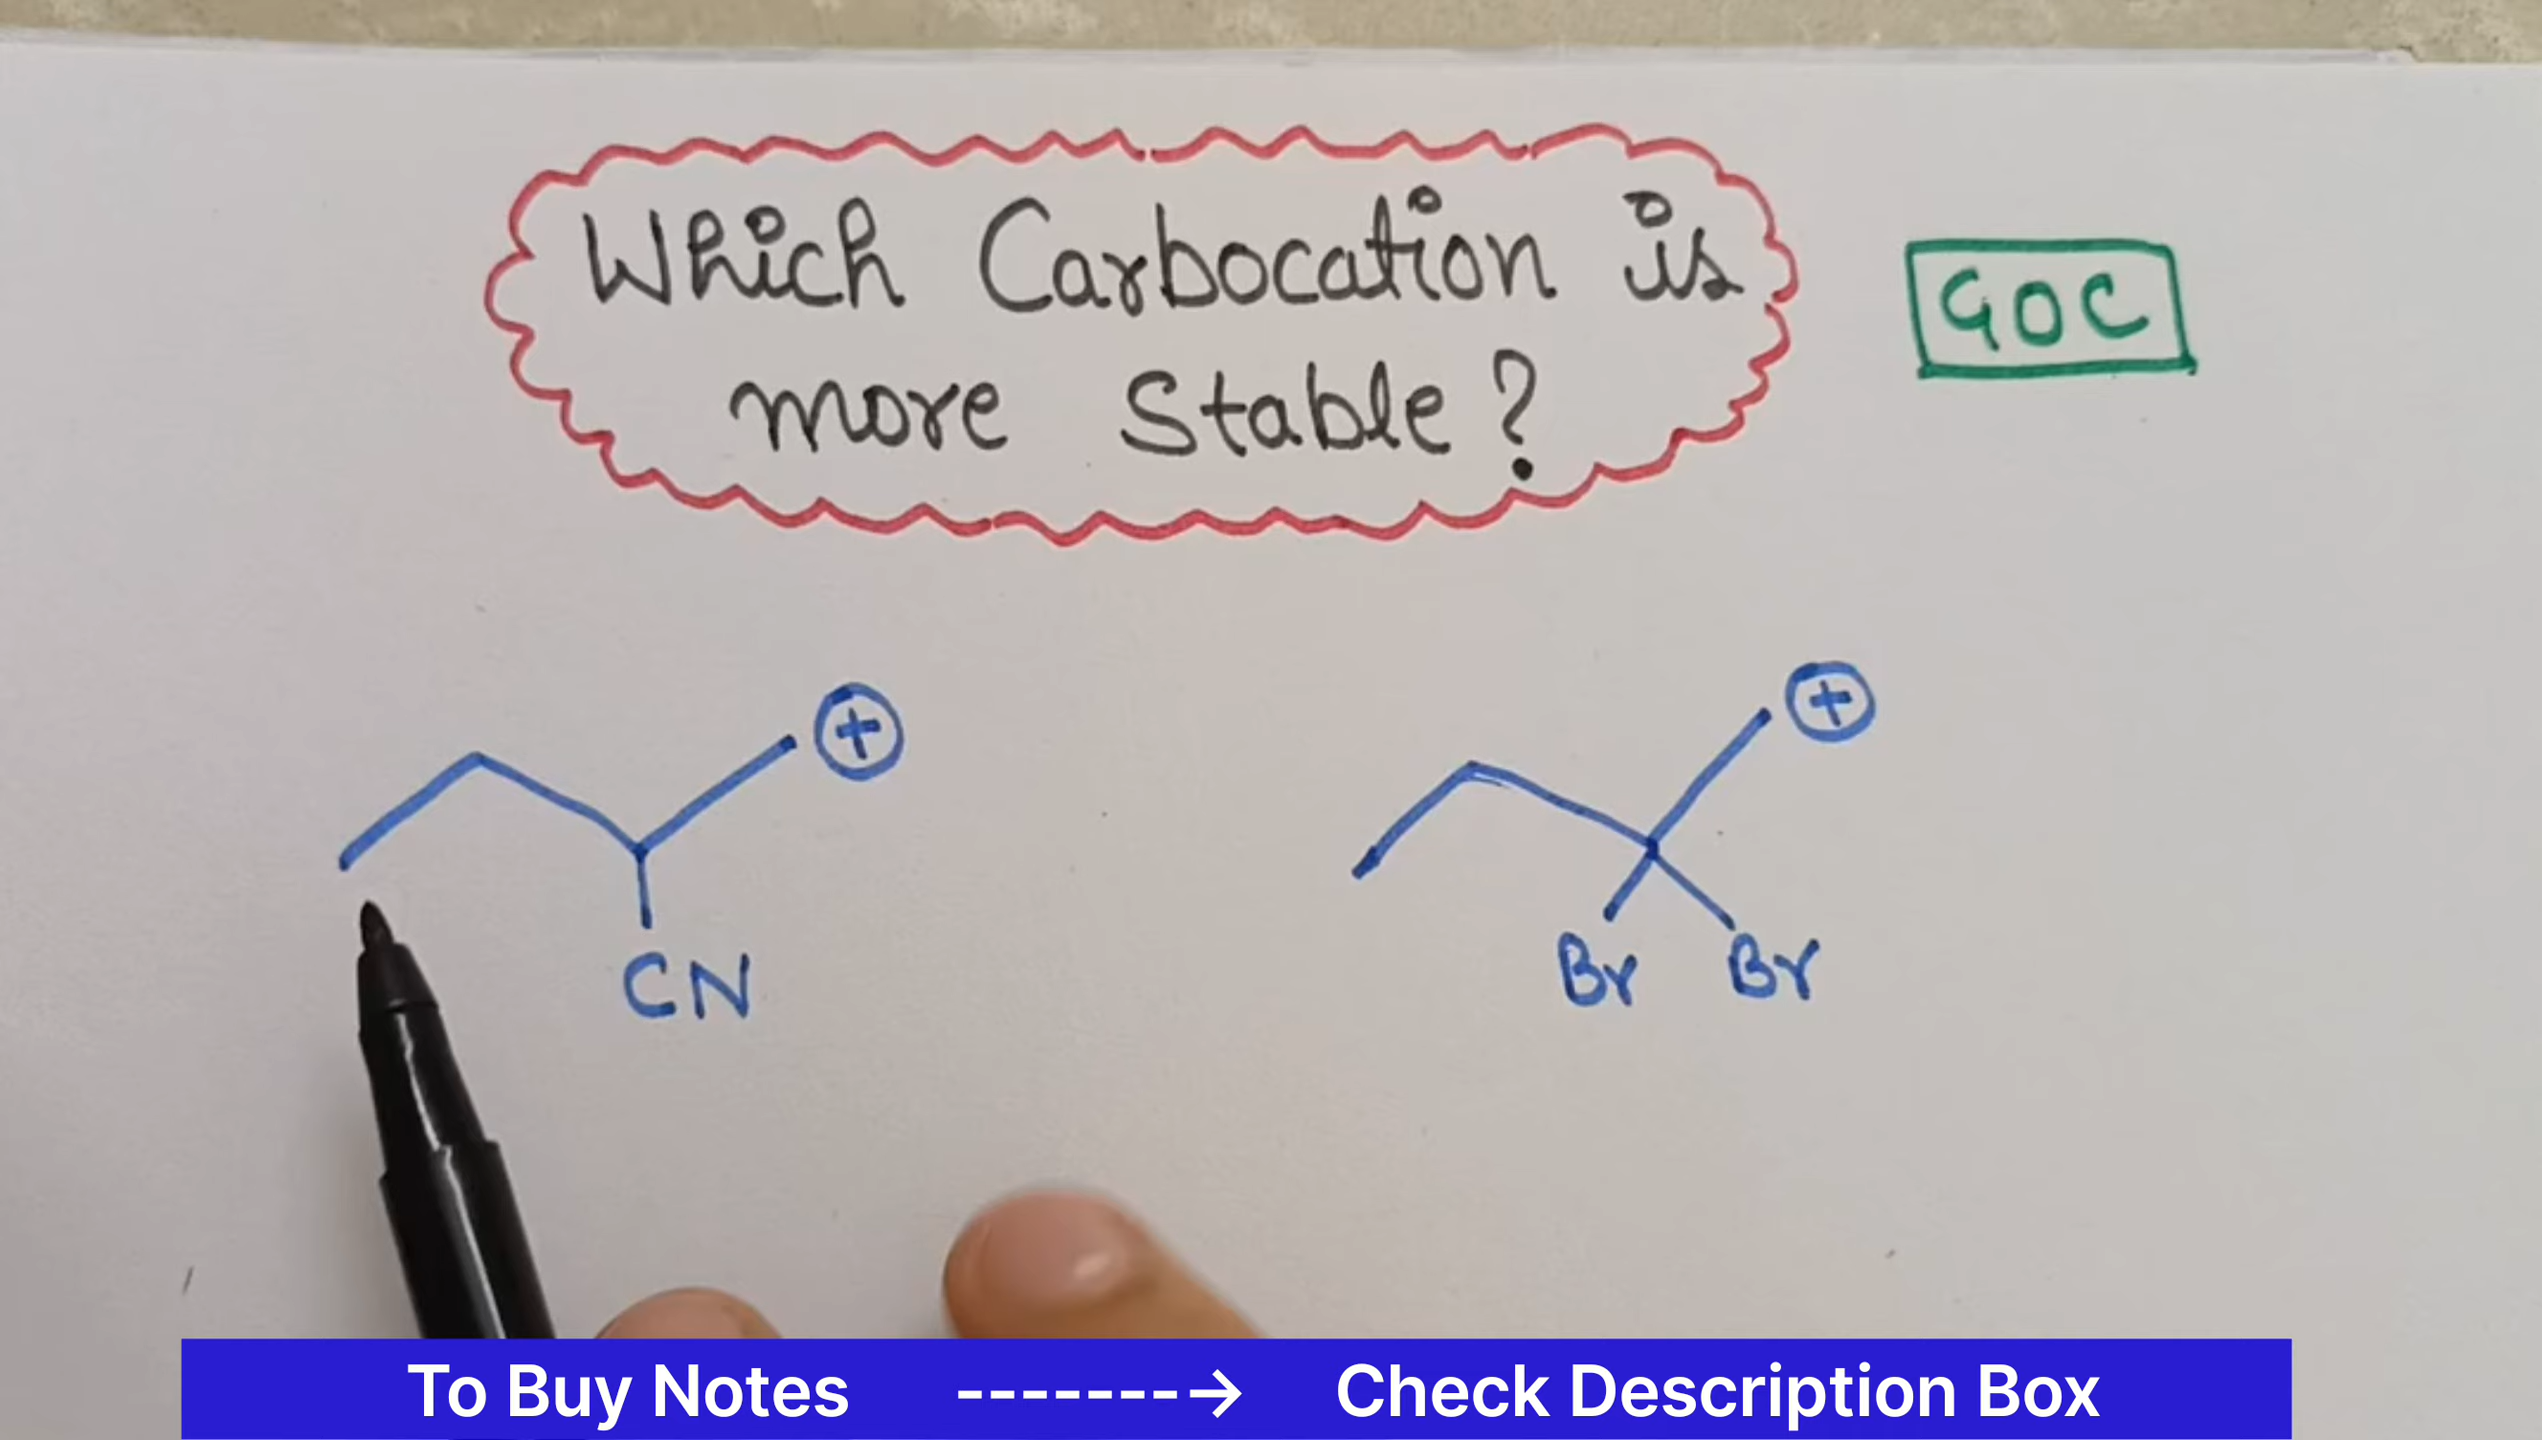 Which Carbocation is
more Stable?
GOC
⊕
⊕
CN
Br Br
To Buy Notes -------→ Check Description Box